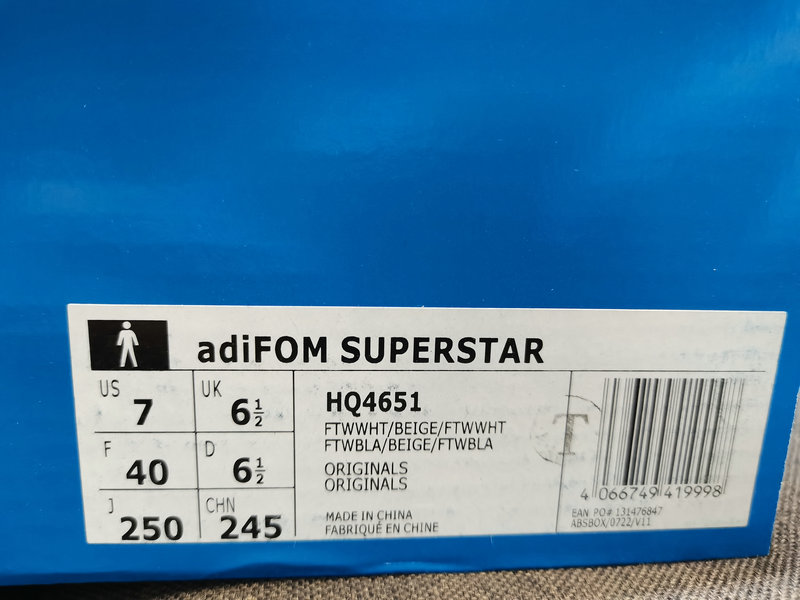 adiFOM SUPERSTAR
US 7 UK 6½
F 40 D 6½
J 250 CHN 245
HQ4651
FTWWHT/BEIGE/FTWWHT
FTWBLA/BEIGE/FTWBLA
ORIGINALS
ORIGINALS
MADE IN CHINA
FABRIQUÉ EN CHINE
T
4 066749 419998
EAN PO# 131476847
ABSBOX/0722/V11